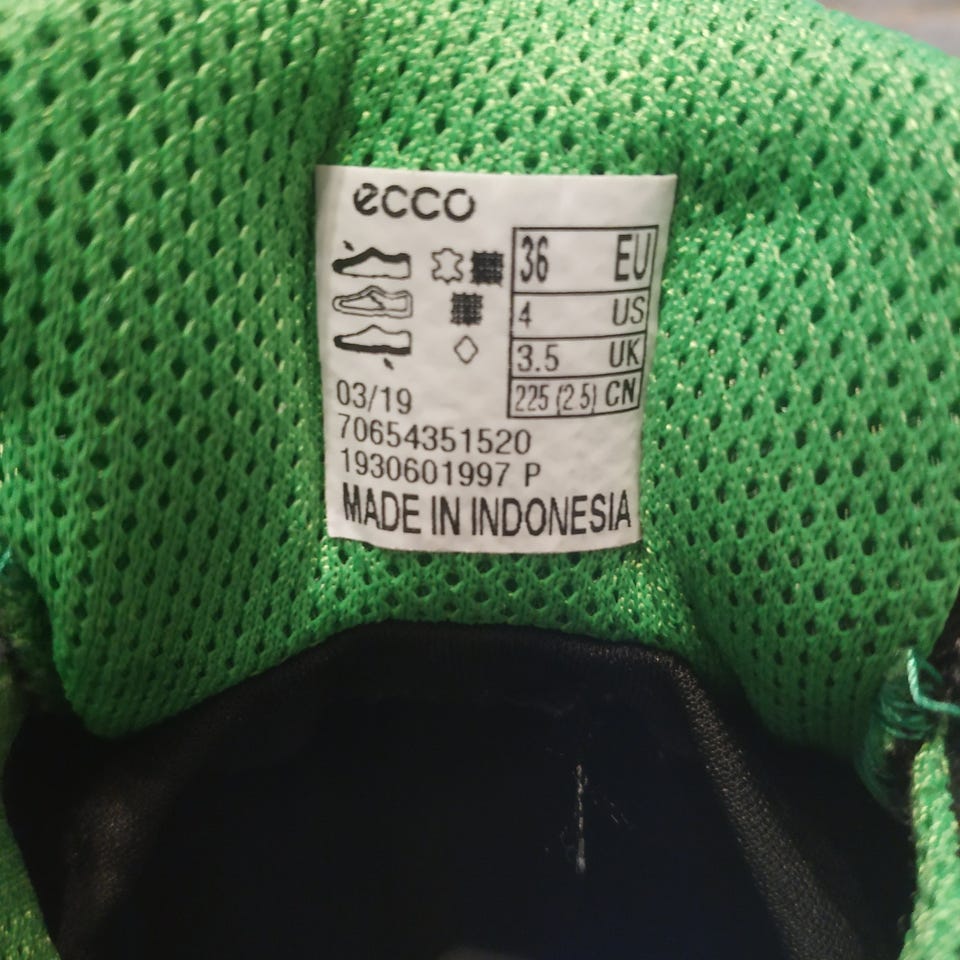 ecco
36 EU
4 US
3.5 UK
225 (2.5) CN
03/19
70654351520
1930601997 P
MADE IN INDONESIA